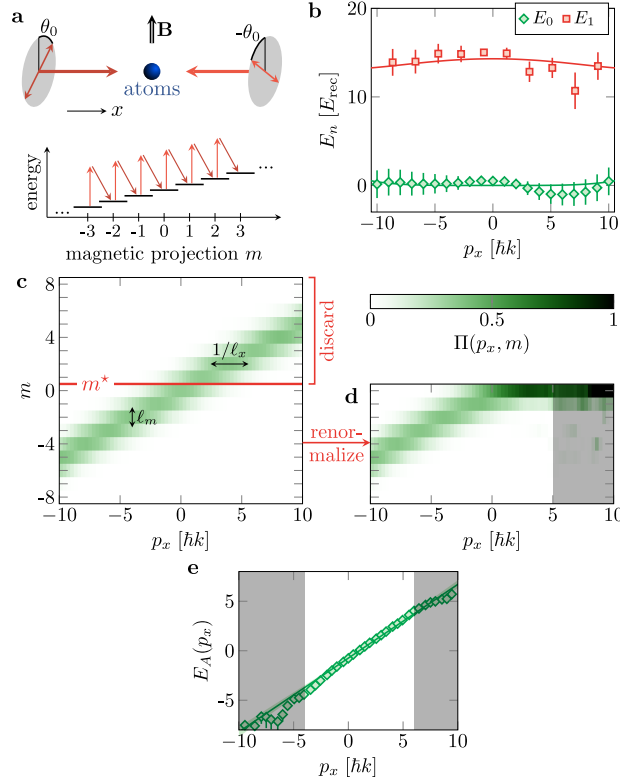 a
θ₀
B
-θ₀
atoms
x
energy
...
...
-3 -2 -1 0 1 2 3
magnetic projection m
b
E₀ E₁
20
10
0
Eₙ [E_rec]
−10 −5 0 5 10
pₓ [ħk]
c
8
4
0
-4
-8
m
m⋆
1/ℓₓ
ℓₘ
discard
−10 −5 0 5 10
pₓ [ħk]
0 0.5 1
Π(pₓ, m)
renor-
malize
d
−10 −5 0 5 10
pₓ [ħk]
e
5
0
-5
E_A(pₓ)
−10 −5 0 5 10
pₓ [ħk]